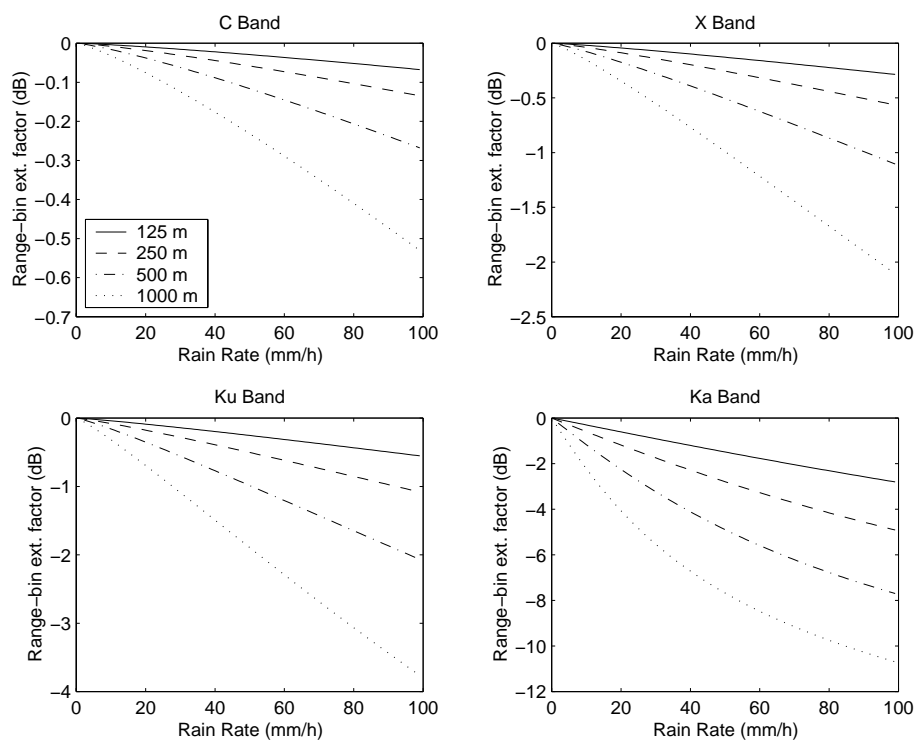 C Band
0
−0.1
−0.2
−0.3
−0.4
−0.5
−0.6
−0.7
Range−bin ext. factor (dB)
125 m
250 m
500 m
1000 m
0 20 40 60 80 100
Rain Rate (mm/h)
X Band
0
−0.5
−1
−1.5
−2
−2.5
Range−bin ext. factor (dB)
0 20 40 60 80 100
Rain Rate (mm/h)
Ku Band
0
−1
−2
−3
−4
Range−bin ext. factor (dB)
0 20 40 60 80 100
Rain Rate (mm/h)
Ka Band
0
−2
−4
−6
−8
−10
−12
Range−bin ext. factor (dB)
0 20 40 60 80 100
Rain Rate (mm/h)